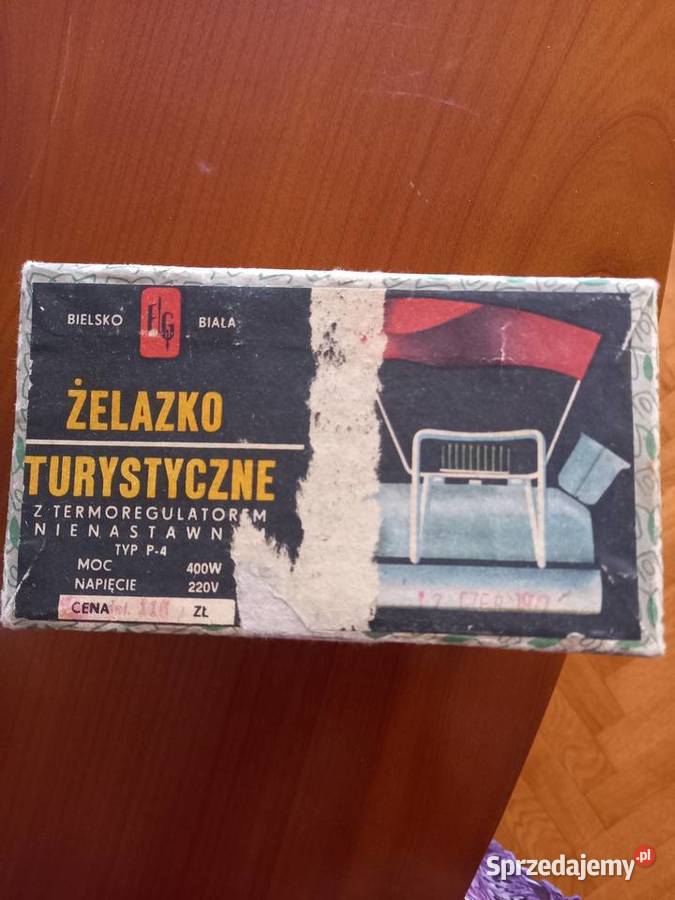 BIELSKO BIAŁA
ŻELAZKO
TURYSTYCZNE
Z TERMOREGULATOREM
NIENASTAWN
TYP P-4
MOC 400W
NAPIĘCIE 220V
CENA ZŁ
Sprzedajemy.pl